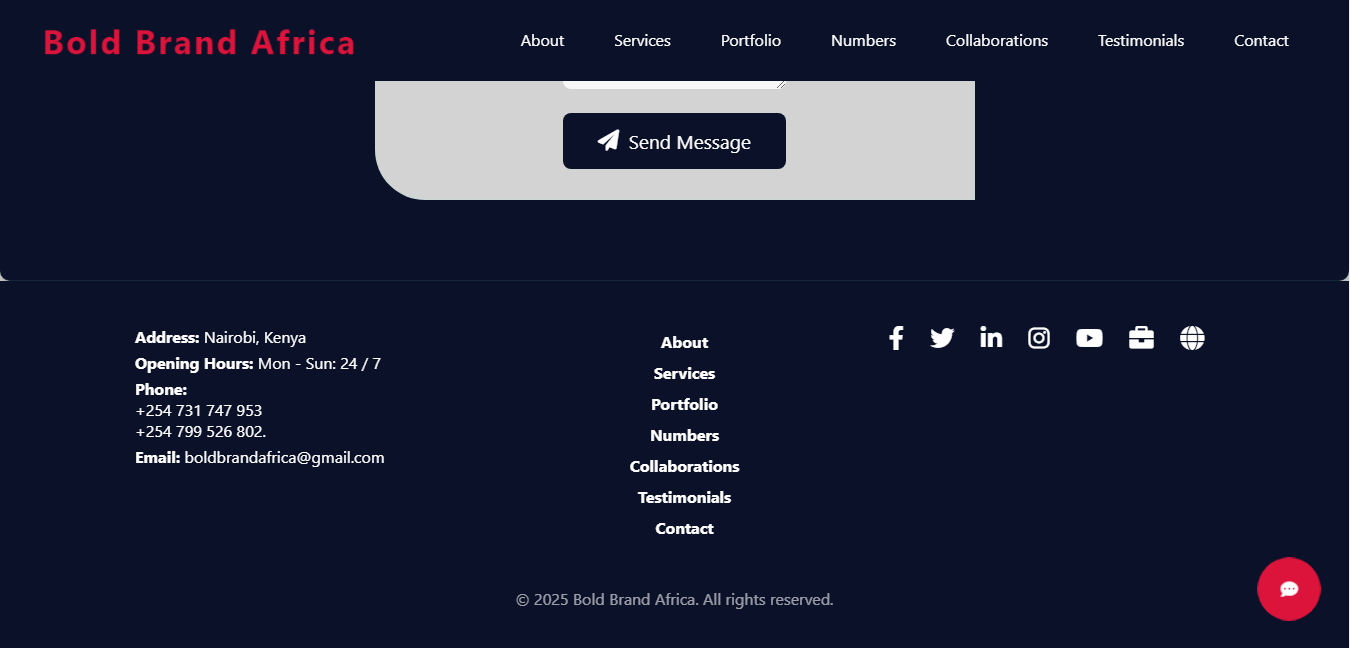 Bold Brand Africa
About Services Portfolio Numbers Collaborations Testimonials Contact
Send Message
Address: Nairobi, Kenya
Opening Hours: Mon - Sun: 24 / 7
Phone:
+254 731 747 953
+254 799 526 802.
Email: boldbrandafrica@gmail.com
About
Services
Portfolio
Numbers
Collaborations
Testimonials
Contact
© 2025 Bold Brand Africa. All rights reserved.